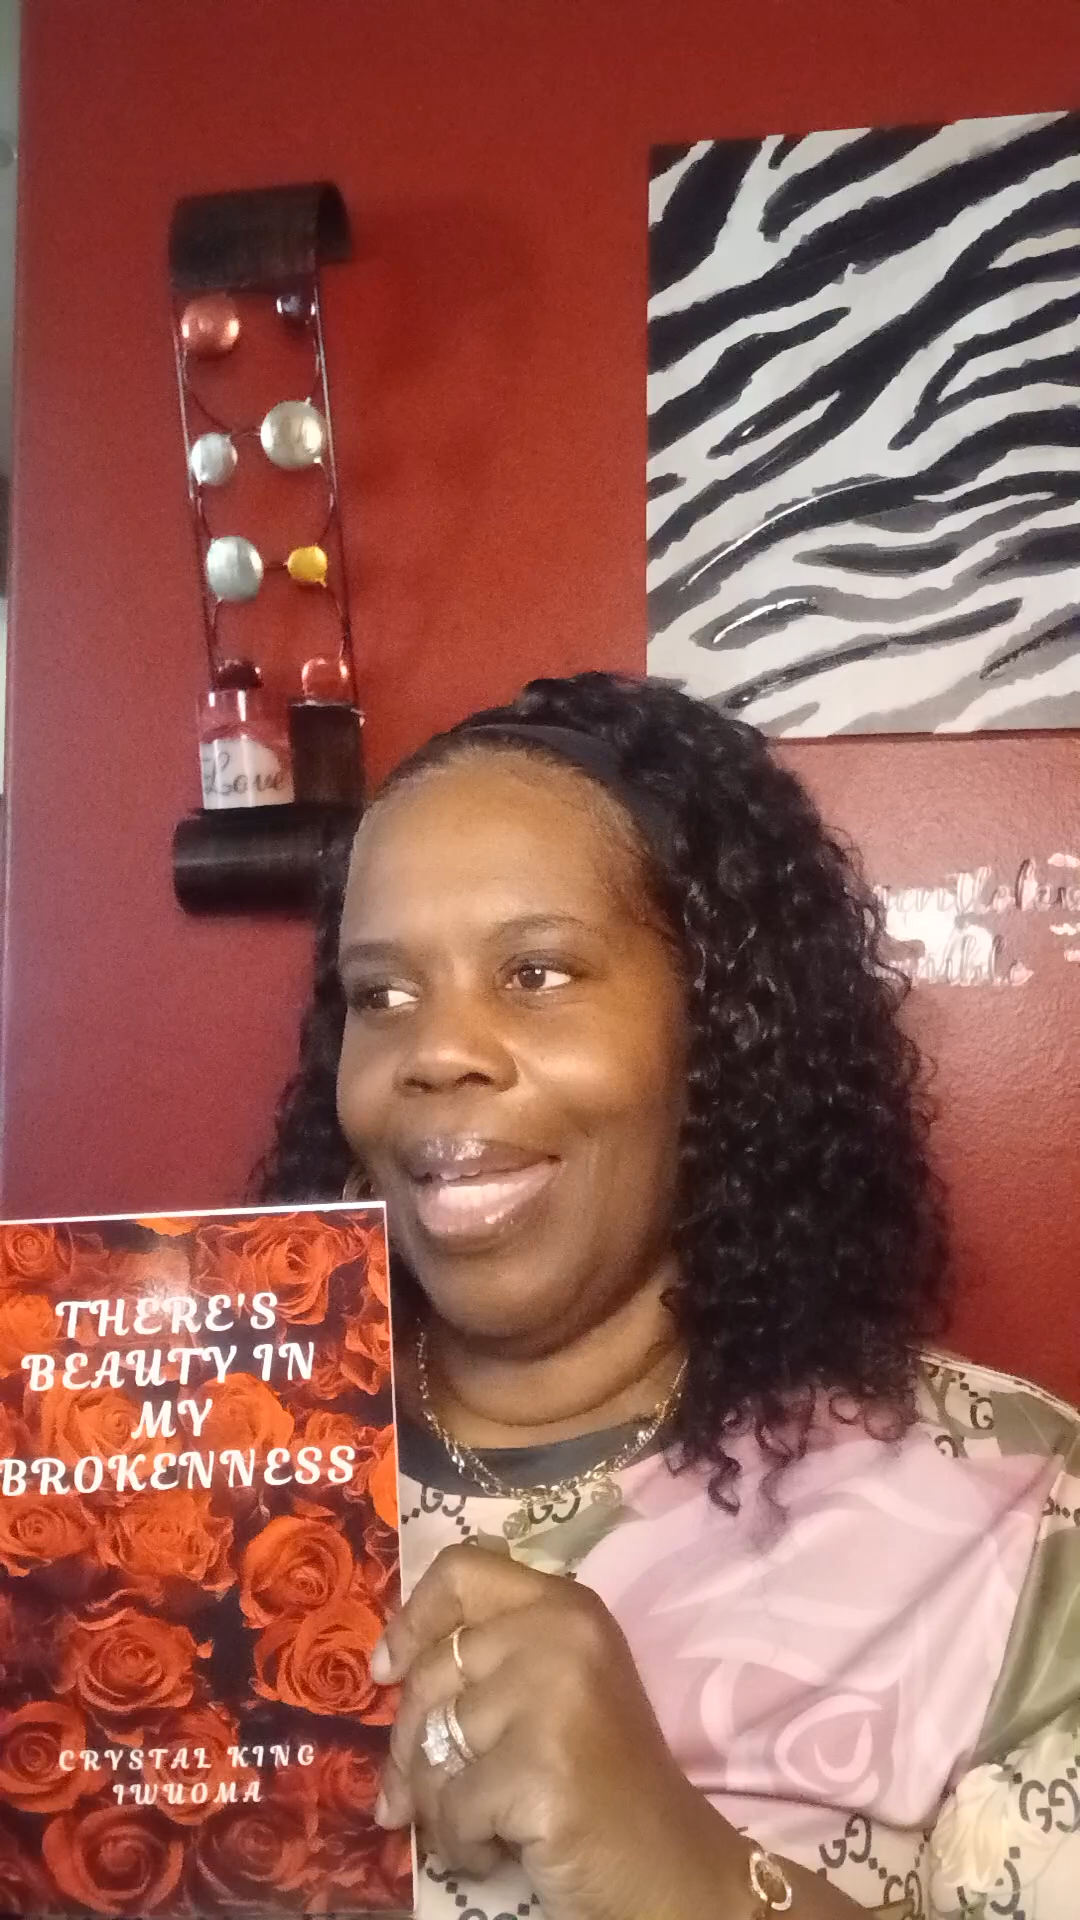 Love
THERE'S
BEAUTY IN
MY
BROKENNESS
CRYSTAL KING
IWUOMA